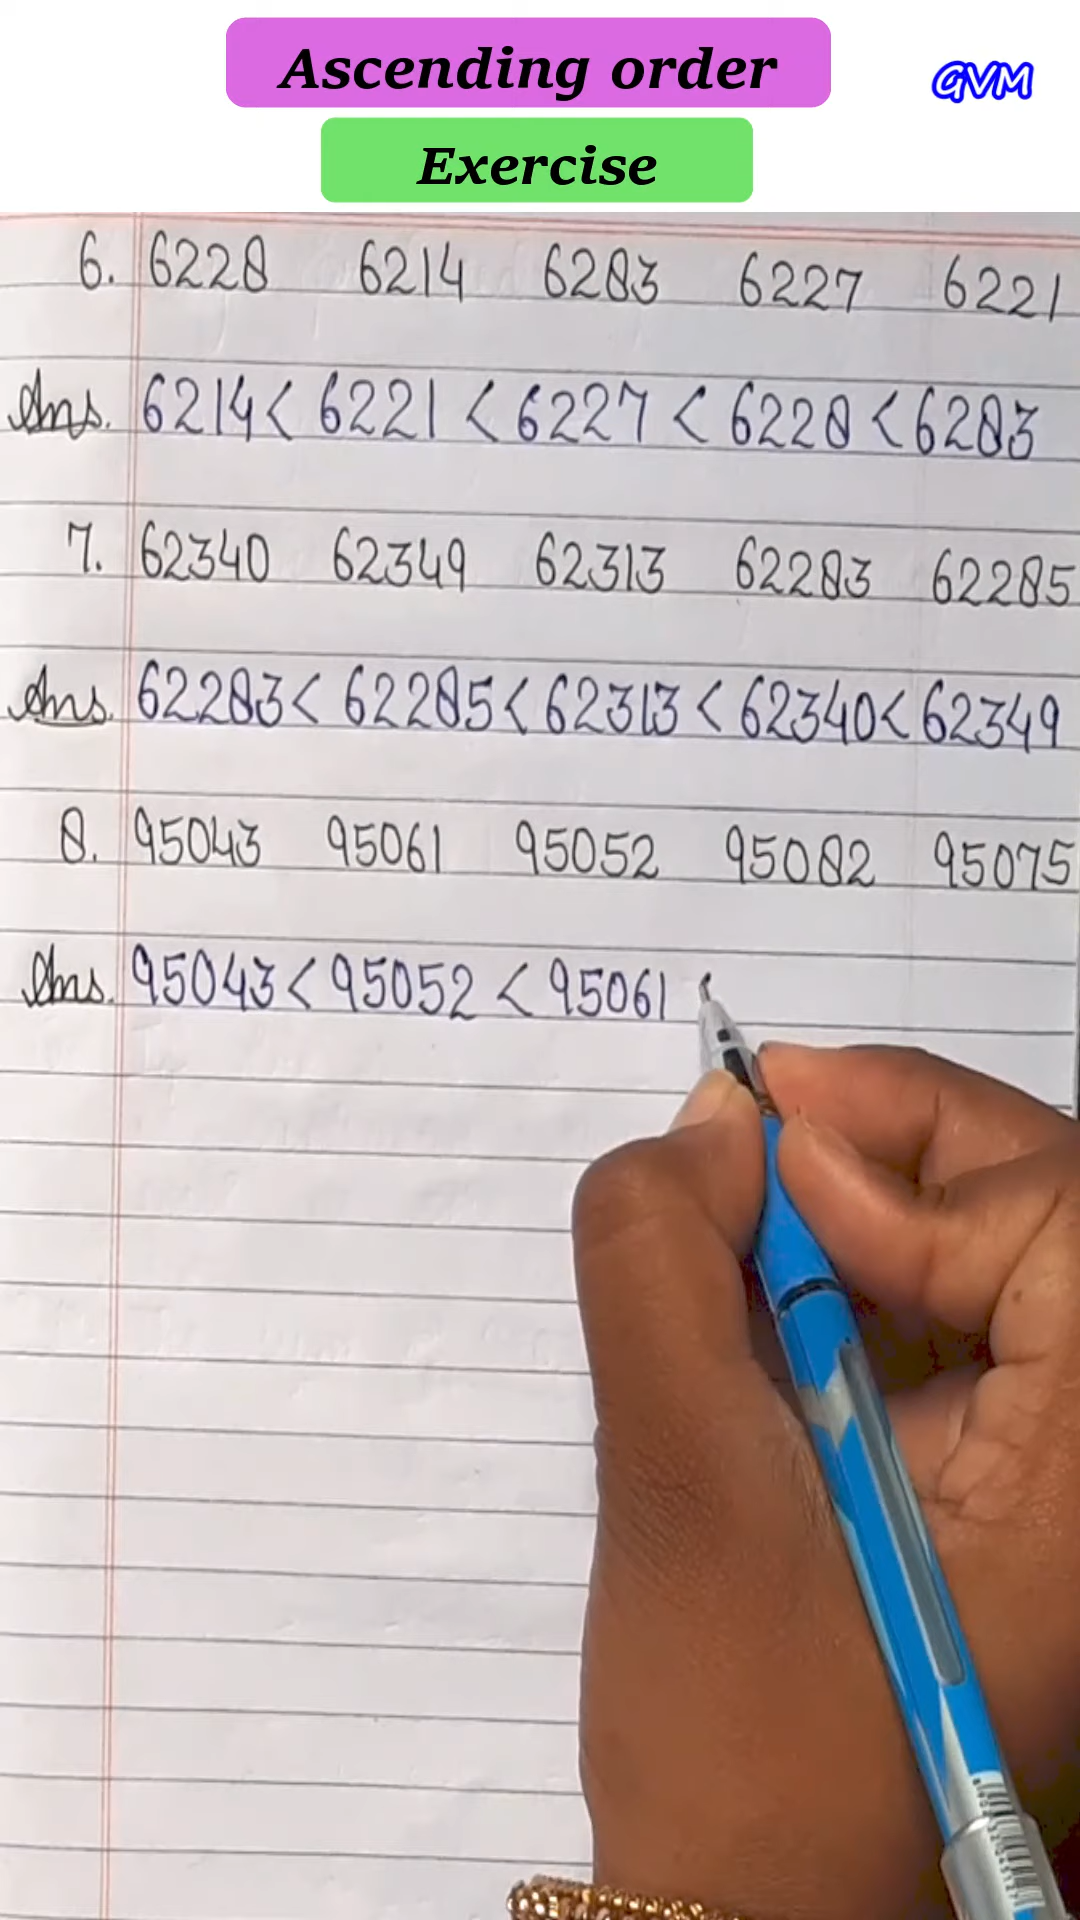 Ascending order
GVM
Exercise
6. 6228 6214 6283 6227 6221
Ans. 6214 < 6221 < 6227 < 6228 < 6283
7. 62340 62349 62313 62283 62285
Ans. 62283 < 62285 < 62313 < 62340 < 62349
8. 95043 95061 95052 95082 95075
Ans. 95043 < 95052 < 95061 <